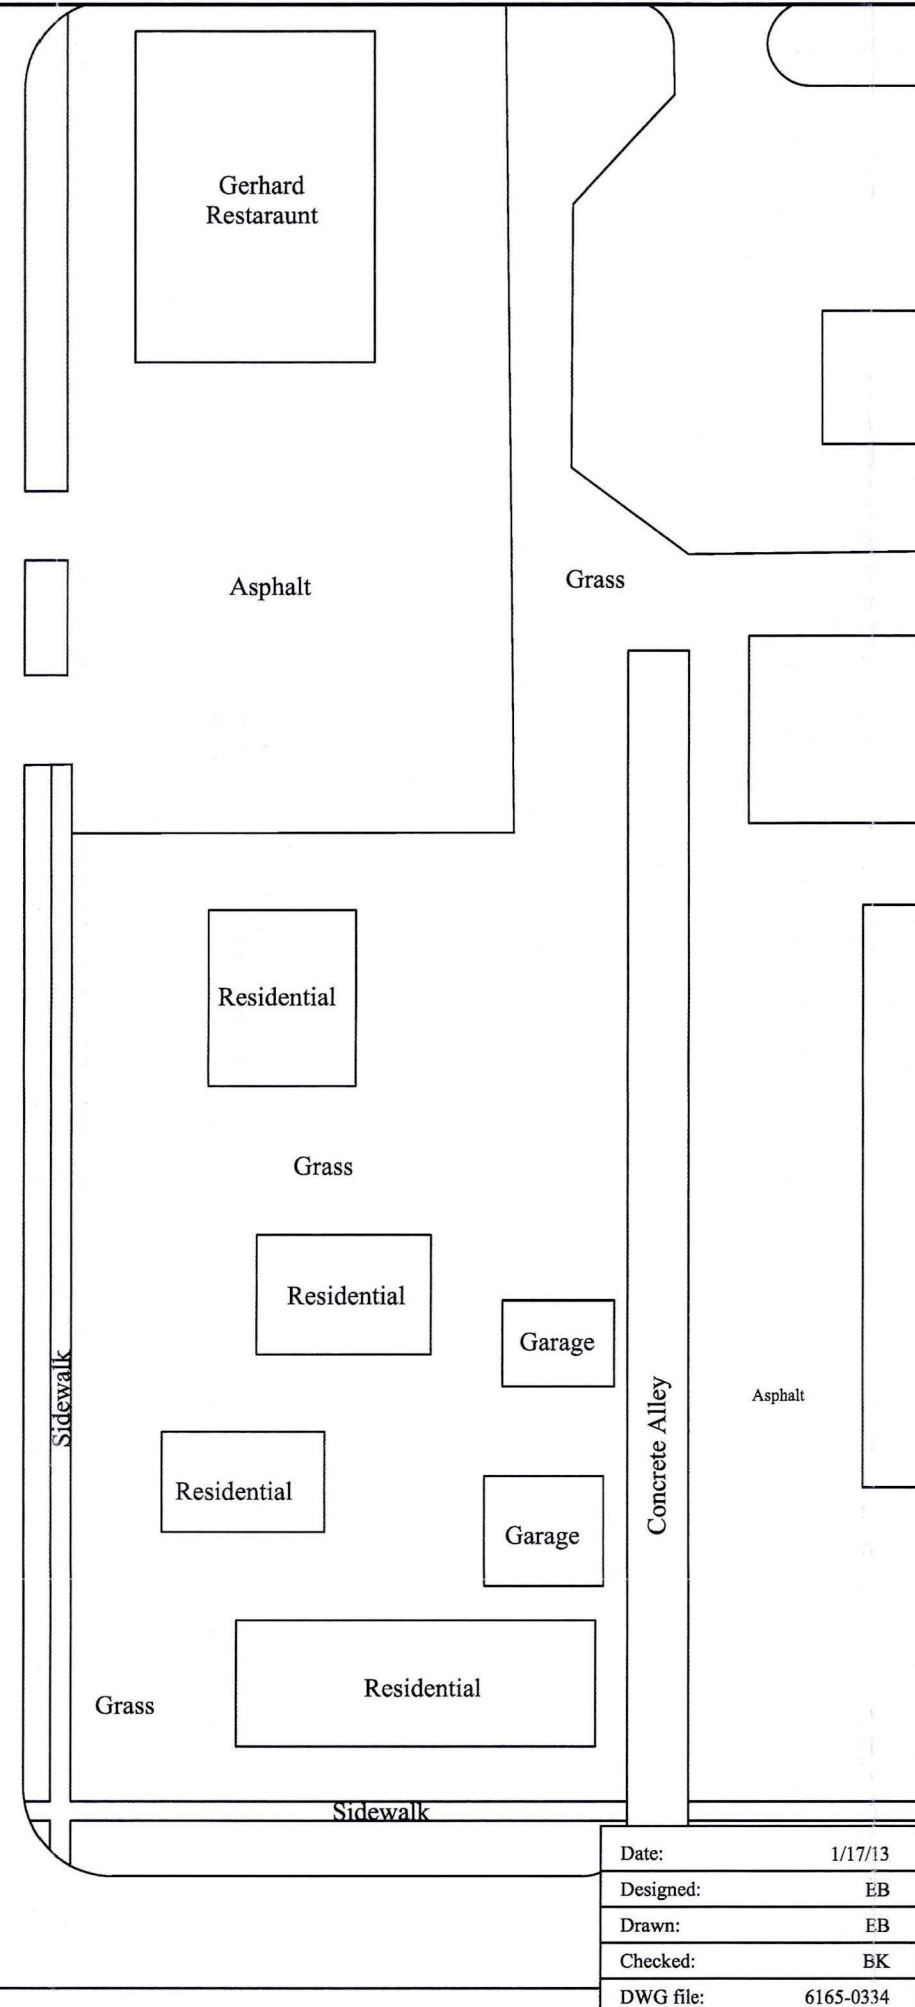 Gerhard
Restaraunt
Asphalt
Grass
Residential
Grass
Residential
Garage
Sidewalk
Concrete Alley
Asphalt
Residential
Garage
Residential
Grass
Sidewalk
Date: 1/17/13
Designed: EB
Drawn: EB
Checked: BK
DWG file: 6165-0334